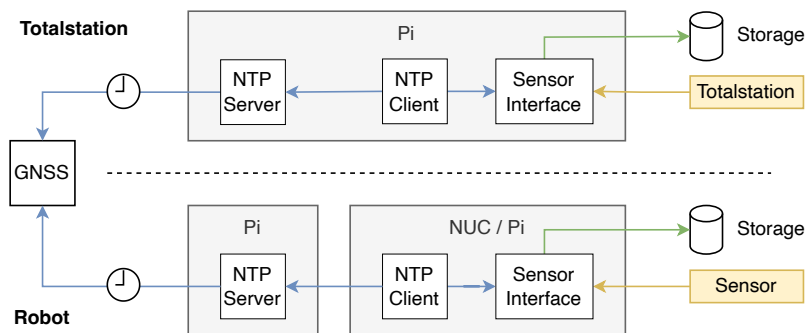 Totalstation
Pi
Storage
NTP
Server
NTP
Client
Sensor
Interface
Totalstation
GNSS
Pi
NUC / Pi
Storage
NTP
Server
NTP
Client
Sensor
Interface
Sensor
Robot